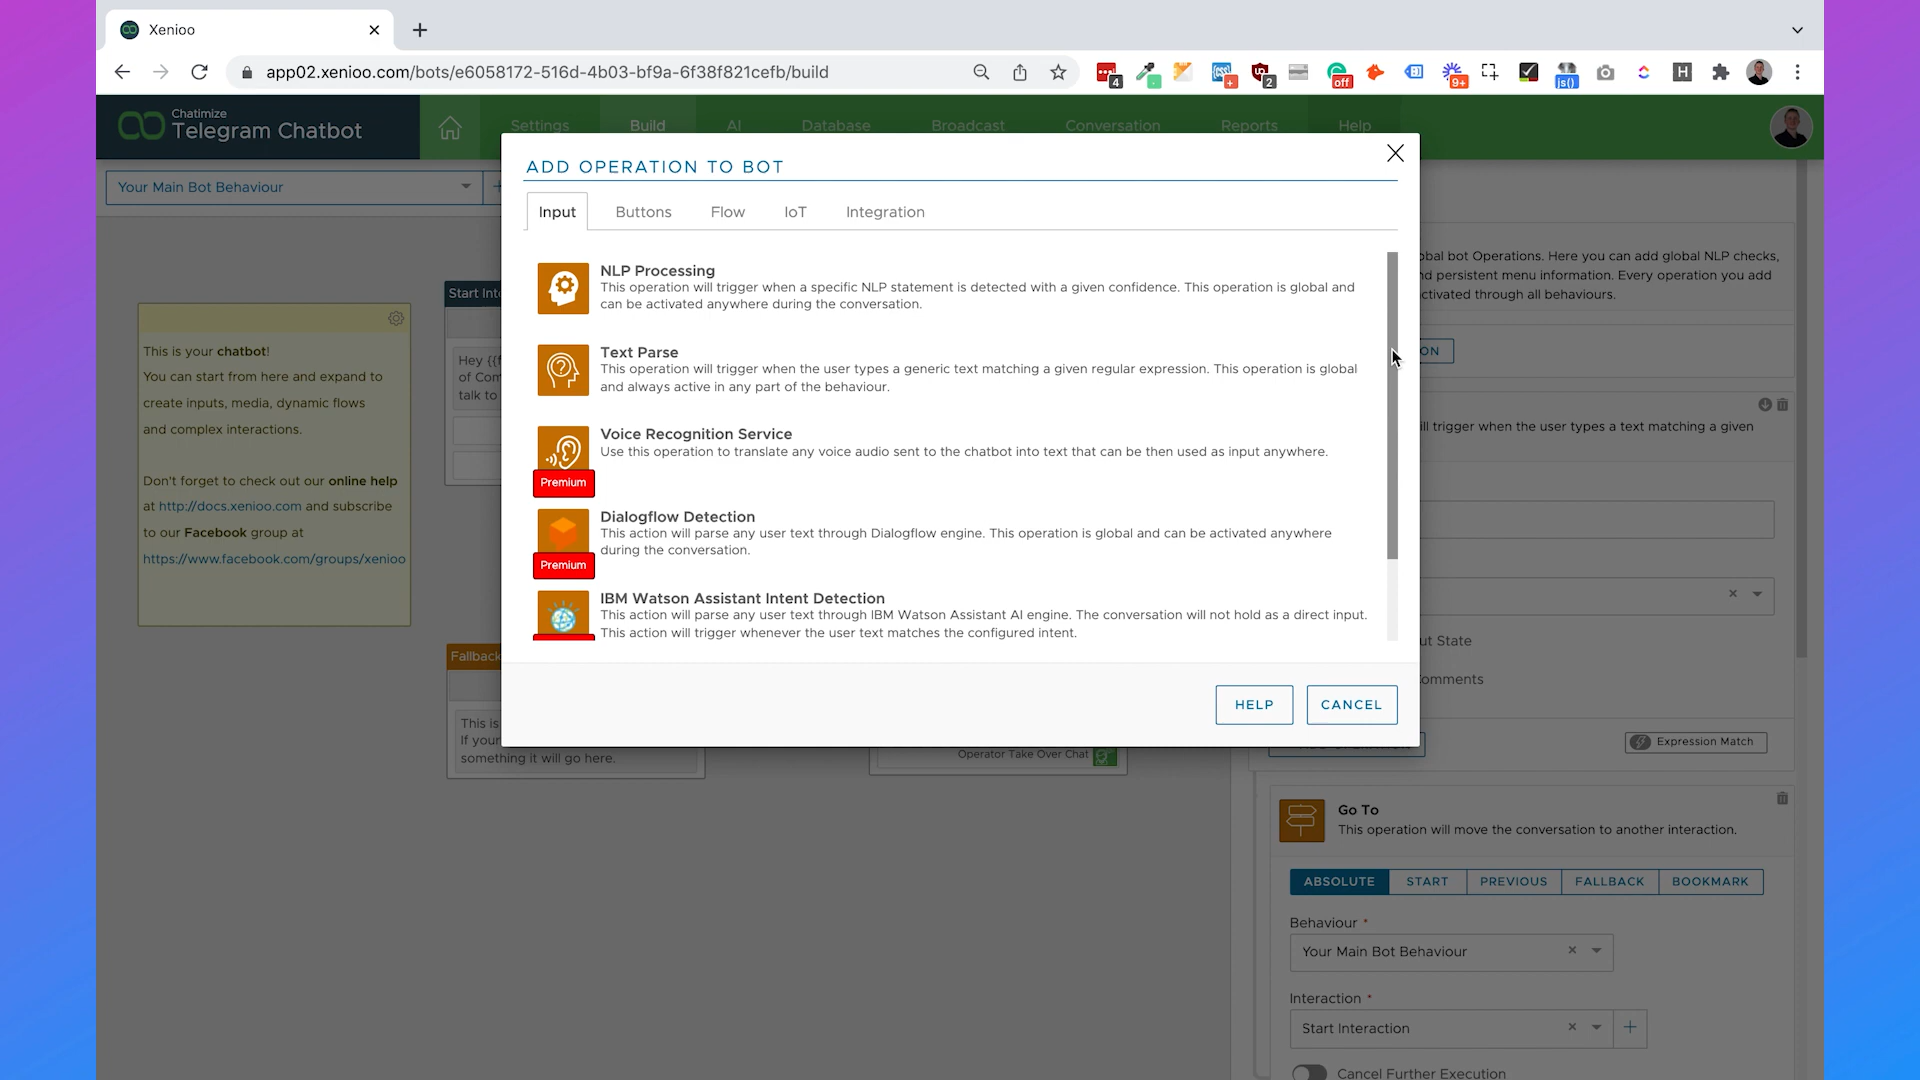 Xenioo
app02.xenioo.com/bots/e6058172-516d-4b03-bf9a-6f38f821cefb/build
4
+
2
off
9+
js()
H
Chatimize
Telegram Chatbot
Settings
Build
AI
Database
Broadcast
Conversation
Reports
Help
Your Main Bot Behaviour
ADD OPERATION TO BOT
Input
Buttons
Flow
IoT
Integration
NLP Processing
This operation will trigger when a specific NLP statement is detected with a given confidence. This operation is global and
can be activated anywhere during the conversation.
Text Parse
This operation will trigger when the user types a generic text matching a given regular expression. This operation is global
and always active in any part of the behaviour.
Voice Recognition Service
Use this operation to translate any voice audio sent to the chatbot into text that can be then used as input anywhere.
Premium
Dialogflow Detection
This action will parse any user text through Dialogflow engine. This operation is global and can be activated anywhere
during the conversation.
Premium
IBM Watson Assistant Intent Detection
This action will parse any user text through IBM Watson Assistant AI engine. The conversation will not hold as a direct input.
This action will trigger whenever the user text matches the configured intent.
HELP
CANCEL
This is your chatbot!
You can start from here and expand to
create inputs, media, dynamic flows
and complex interactions.
Don't forget to check out our online help
at http://docs.xenioo.com and subscribe
to our Facebook group at
https://www.facebook.com/groups/xenioo
Start Int
Hey {{f
of Com
talk to
Fallback
This is
If your
something it will go here.
Operator Take Over Chat
bal bot Operations. Here you can add global NLP checks,
d persistent menu information. Every operation you add
ctivated through all behaviours.
ON
ll trigger when the user types a text matching a given
ut State
omments
Expression Match
Go To
This operation will move the conversation to another interaction.
ABSOLUTE
START
PREVIOUS
FALLBACK
BOOKMARK
Behaviour *
Your Main Bot Behaviour
Interaction *
Start Interaction
Cancel Further Execution